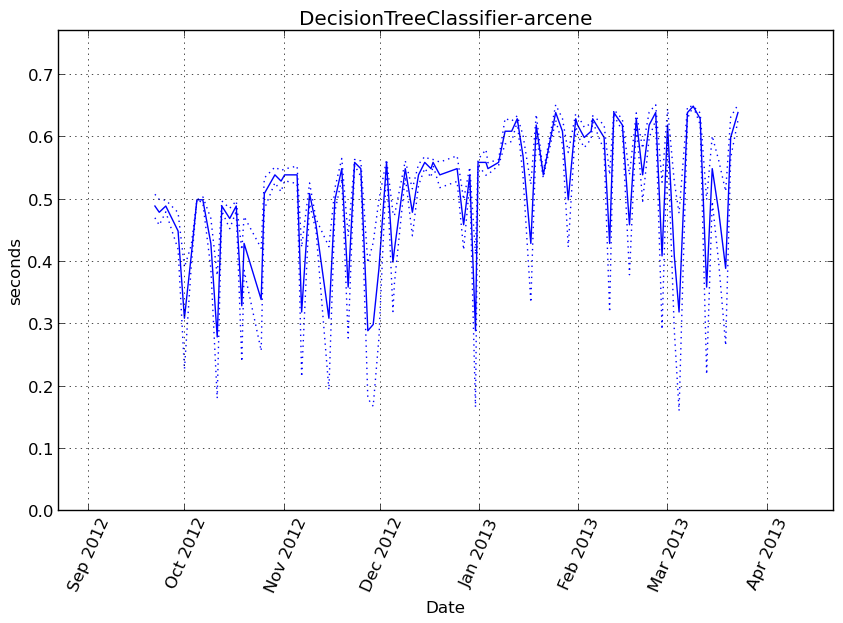 DecisionTreeClassifier-arcene
seconds
0.7
0.6
0.5
0.4
0.3
0.2
0.1
0.0
Sep 2012
Oct 2012
Nov 2012
Dec 2012
Jan 2013
Feb 2013
Mar 2013
Apr 2013
Date